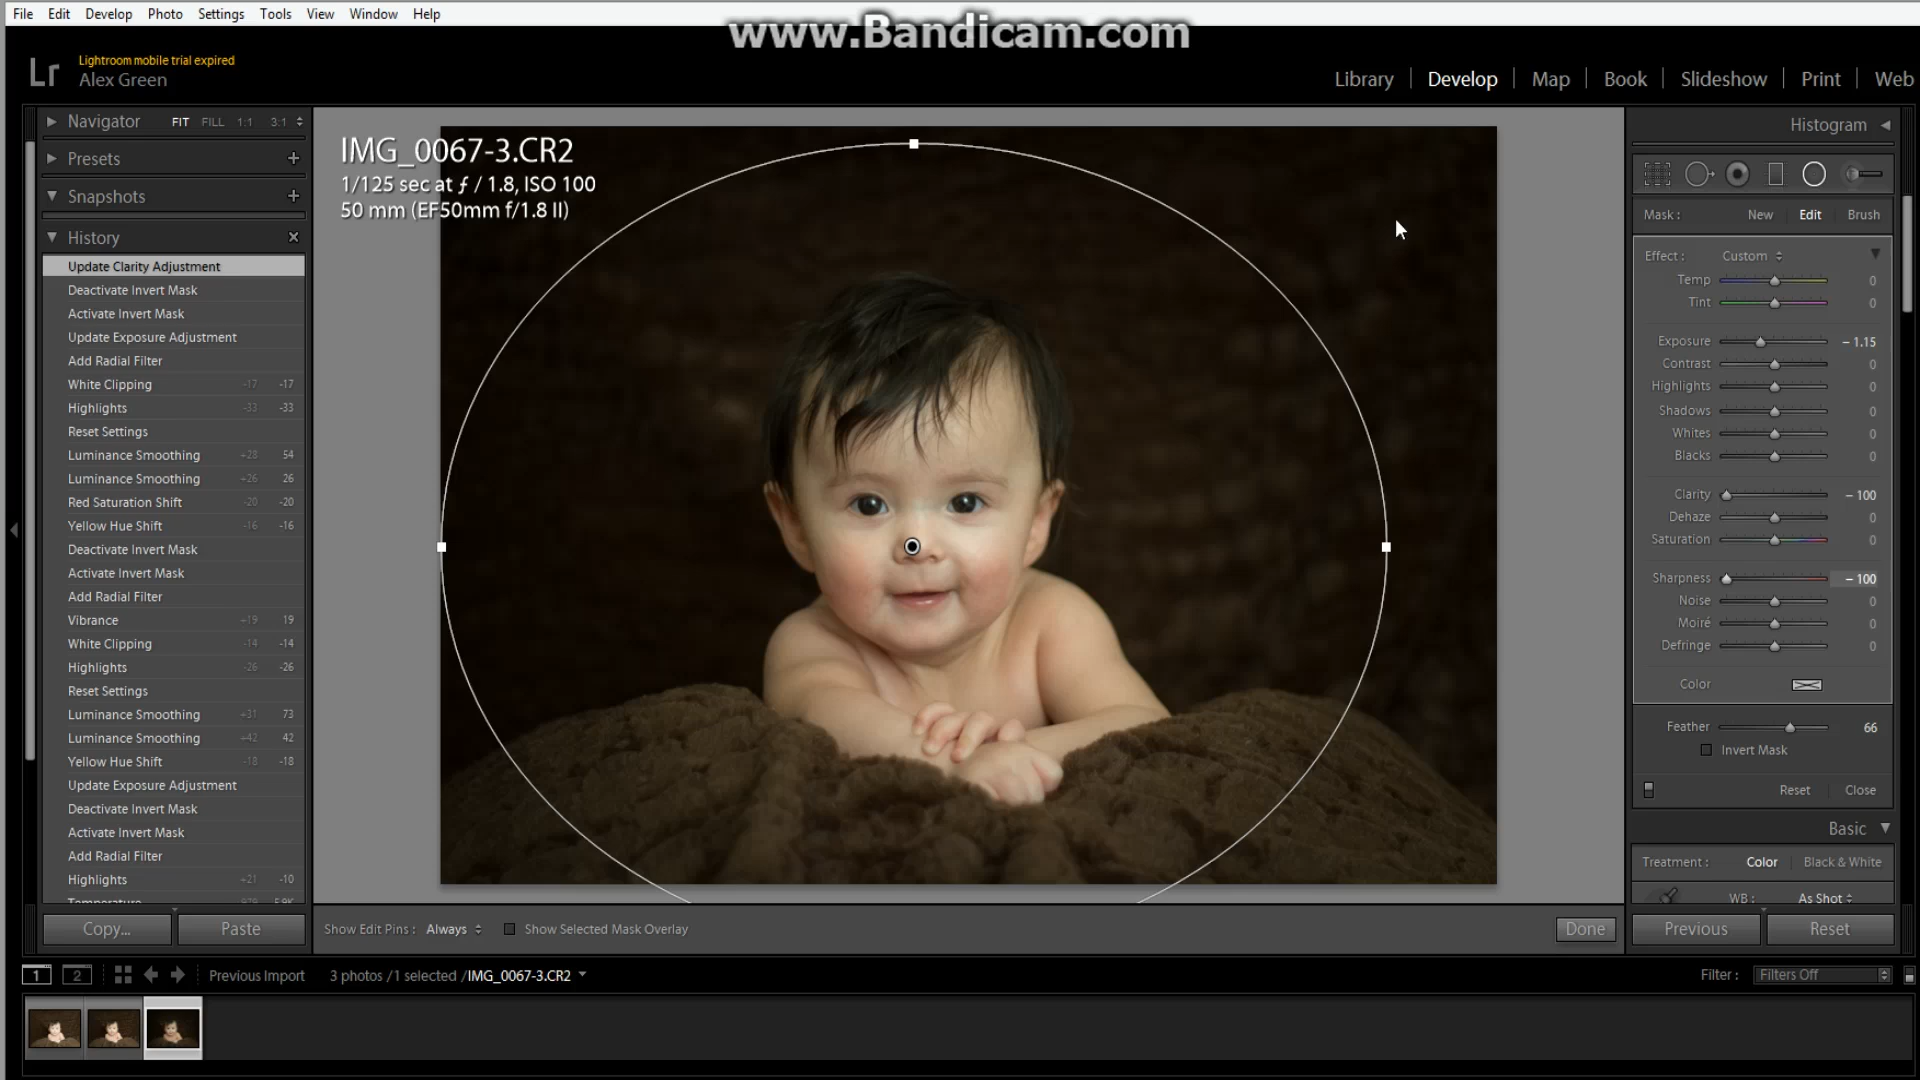 File Edit Develop Photo Settings Tools View Window Help
www.Bandicam.com
Lr
Lightroom mobile trial expired
Alex Green
Library | Develop | Map | Book | Slideshow | Print | Web
Navigator FIT FILL 1:1 3:1
Presets +
Snapshots +
History ×
Update Clarity Adjustment
Deactivate Invert Mask
Activate Invert Mask
Update Exposure Adjustment
Add Radial Filter
White Clipping -17 -17
Highlights -33 -33
Reset Settings
Luminance Smoothing +28 54
Luminance Smoothing +26 26
Red Saturation Shift -20 -20
Yellow Hue Shift -16 -16
Deactivate Invert Mask
Activate Invert Mask
Add Radial Filter
Vibrance +19 19
White Clipping -14 -14
Highlights -26 -26
Reset Settings
Luminance Smoothing +31 73
Luminance Smoothing +42 42
Yellow Hue Shift -18 -18
Update Exposure Adjustment
Deactivate Invert Mask
Activate Invert Mask
Add Radial Filter
Highlights +21 -10
Copy... Paste
IMG_0067-3.CR2
1/125 sec at ƒ / 1.8, ISO 100
50 mm (EF50mm f/1.8 II)
Show Edit Pins : Always Show Selected Mask Overlay Done
Histogram
Mask : New Edit Brush
Effect : Custom
Temp 0
Tint 0
Exposure – 1.15
Contrast 0
Highlights 0
Shadows 0
Whites 0
Blacks 0
Clarity – 100
Dehaze 0
Saturation 0
Sharpness – 100
Noise 0
Moiré 0
Defringe 0
Color
Feather 66
Invert Mask
Reset Close
Basic
Treatment : Color Black & White
WB : As Shot
Previous Reset
1 2 Previous Import 3 photos /1 selected /IMG_0067-3.CR2 Filter : Filters Off